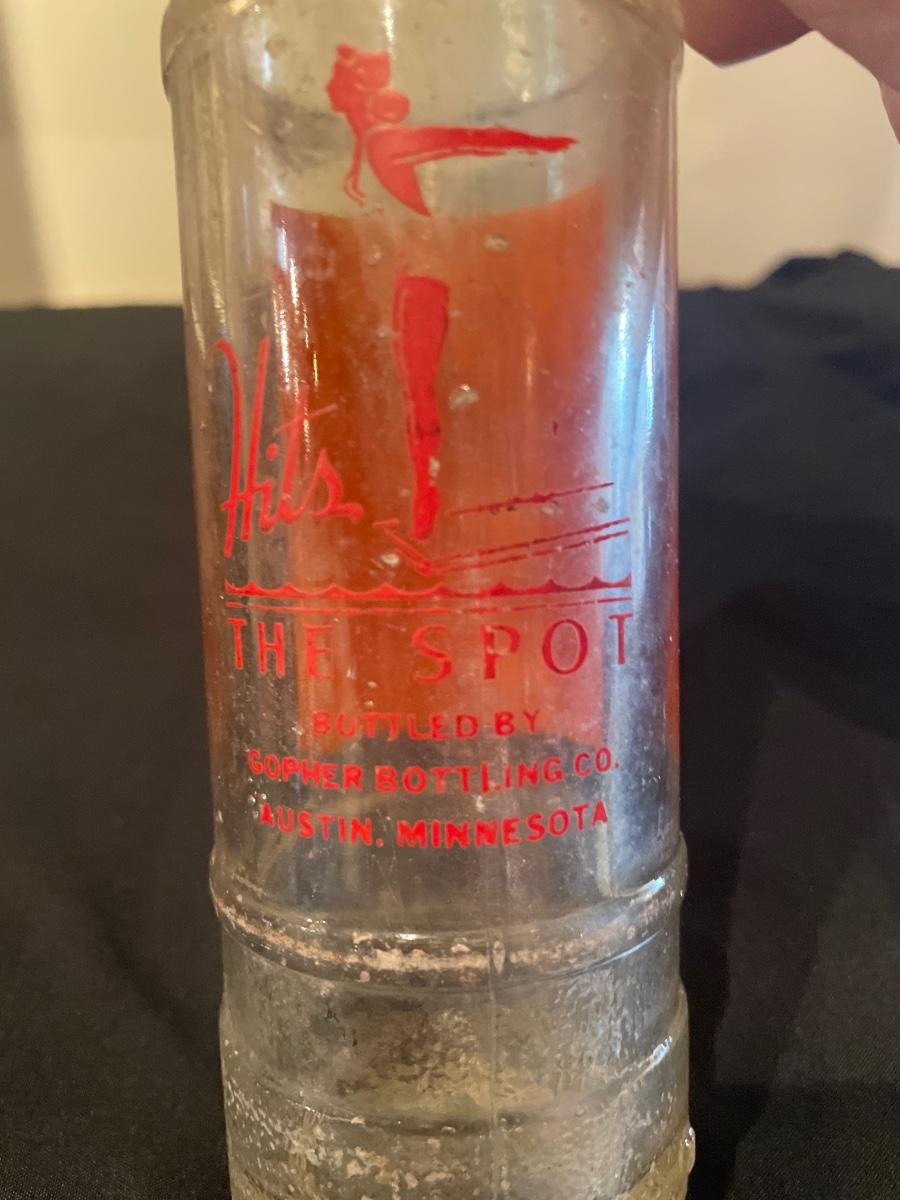 Hits
THE SPOT
BOTTLED BY
GOPHER BOTTLING CO.
AUSTIN, MINNESOTA